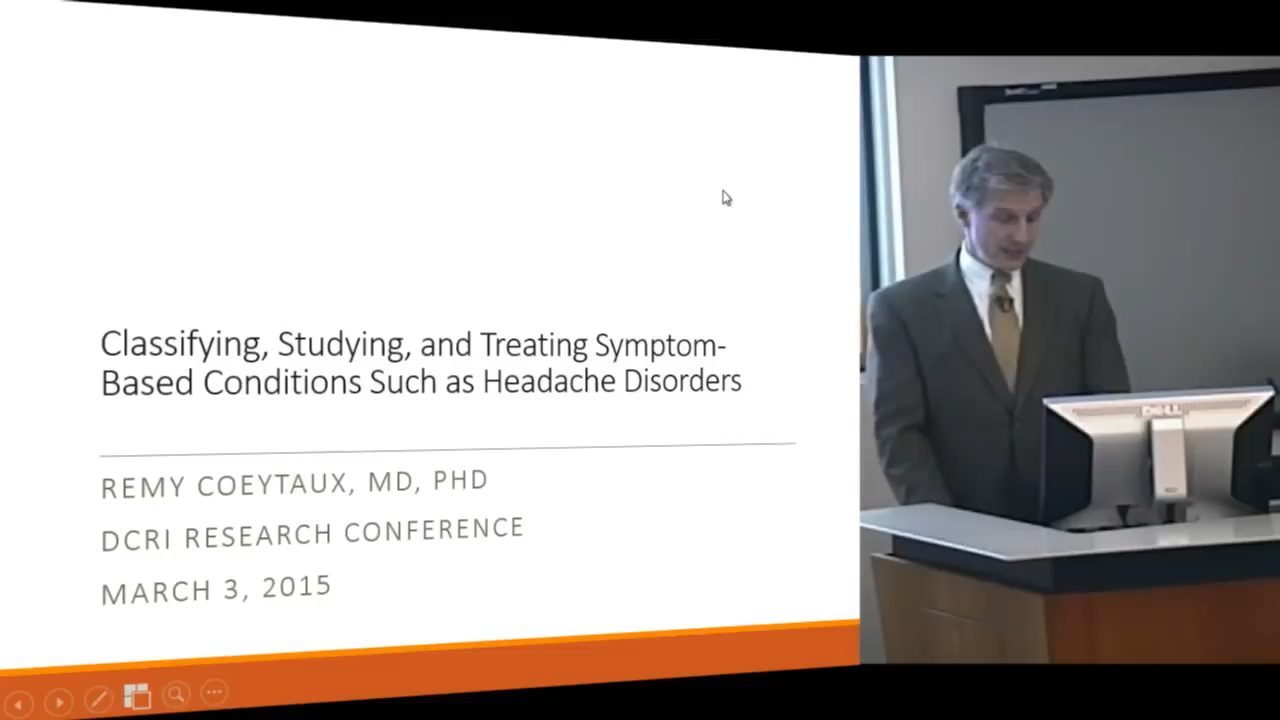 Classifying, Studying, and Treating Symptom-
Based Conditions Such as Headache Disorders
REMY COEYTAUX, MD, PHD
DCRI RESEARCH CONFERENCE
MARCH 3, 2015
DELL